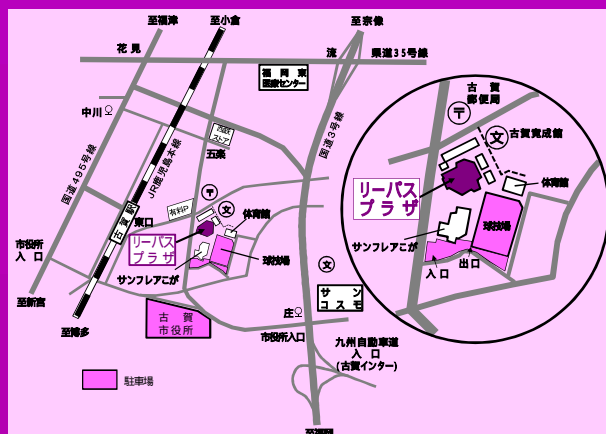 至福津
至小倉
至宗像
花見
流
県道35号線
福岡東
医療センター
古賀
郵便局
〒
文
古賀竟成館
中川
国道495号線
JR鹿児島本線
国道3号線
西鉄
ストア
五楽
有料P
〒
文
体育館
古賀駅
東口
リーパス
プラザ
サンフレアこが
球技場
文
リーパス
プラザ
体育館
球技場
サンフレアこが
入口
出口
市役所
入口
至新宮
至博多
古賀
市役所
庄
サン
コスモ
市役所入口
九州自動車道
入口
(古賀インター)
駐車場
至福岡